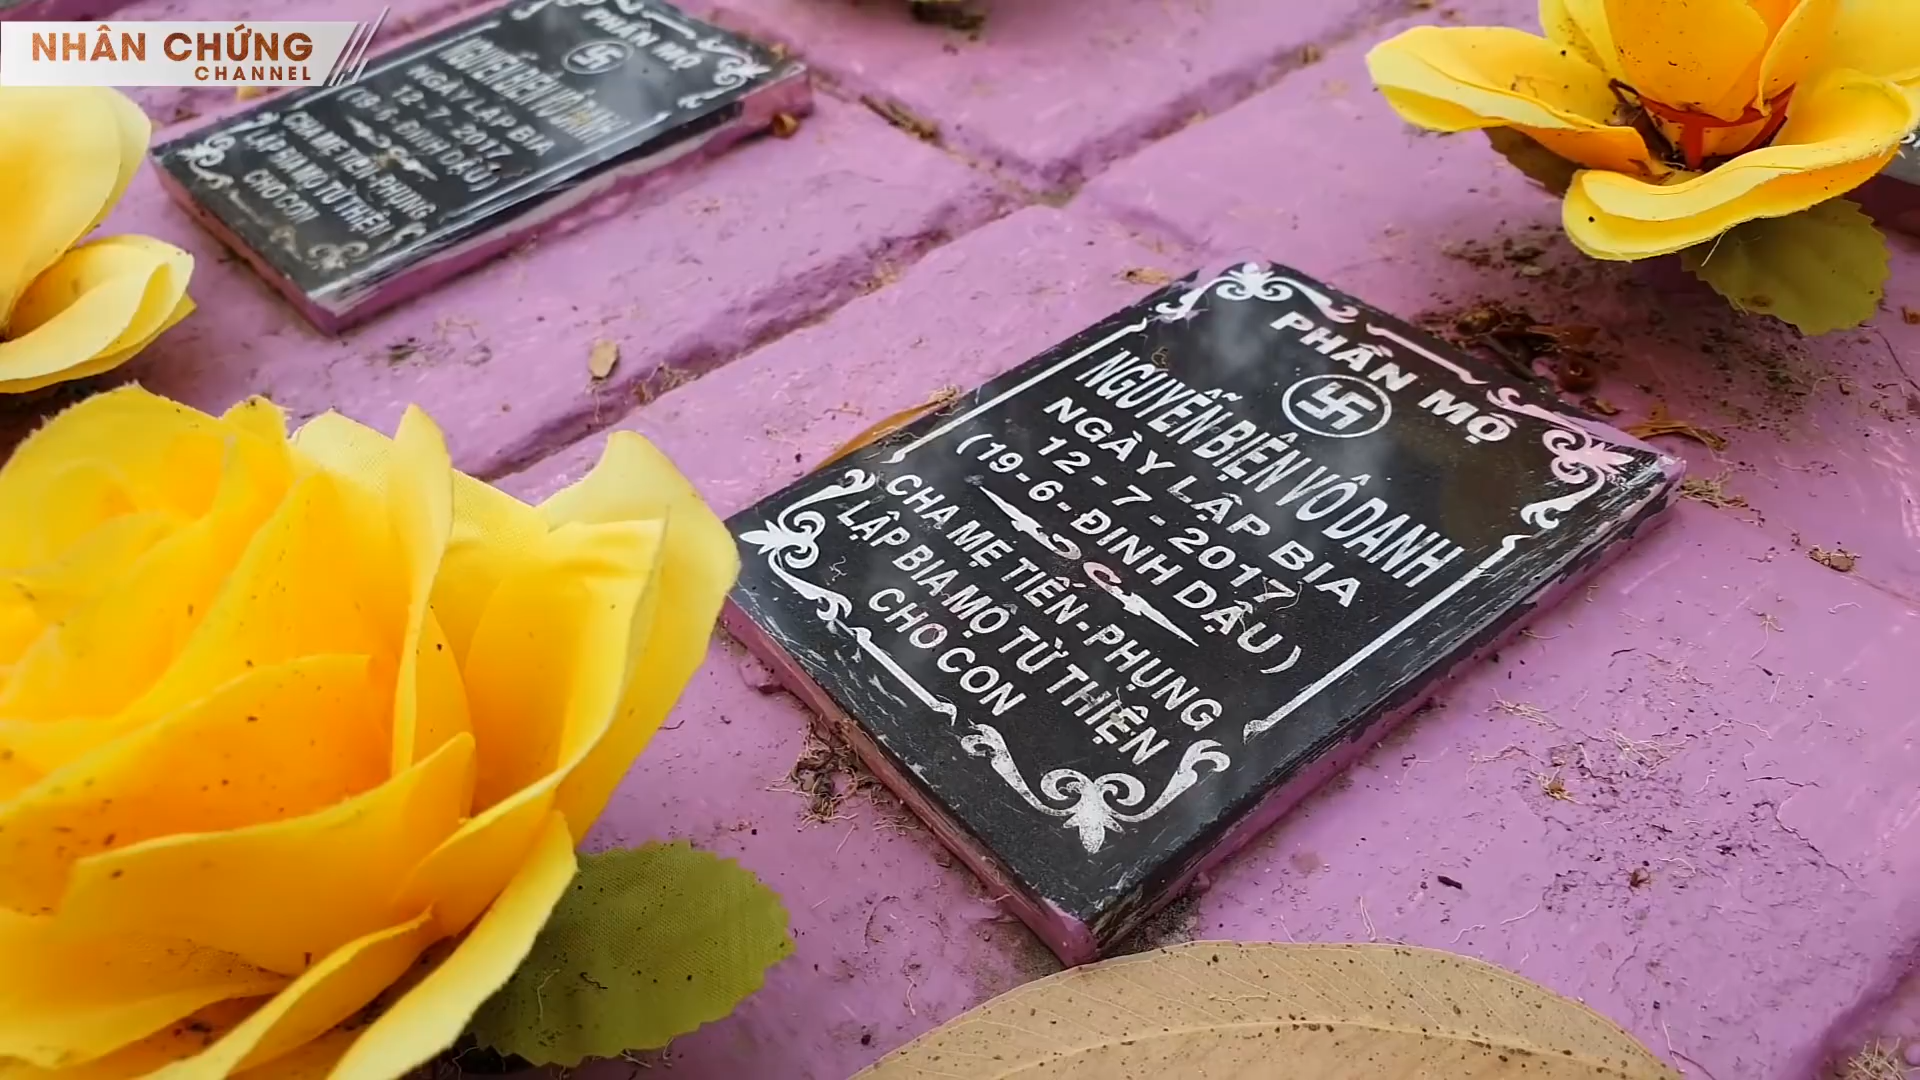 NHÂN CHỨNG
CHANNEL
PHẦN MỘ
NGUYỄN BIỆN VÔ DANH
NGÀY LẬP BIA
12-7-2017
(19-6-ĐINH DẬU)
CHA MẸ TIẾN-PHỤNG
LẬP BIA MỘ TỪ THIỆN
CHO CON
PHẦN MỘ
NGUYỄN BIỆN VÔ DANH
NGÀY LẬP BIA
12-7-2017
(19-6-ĐINH DẬU)
CHA MẸ TIẾN-PHỤNG
LẬP BIA MỘ TỪ THIỆN
CHO CON